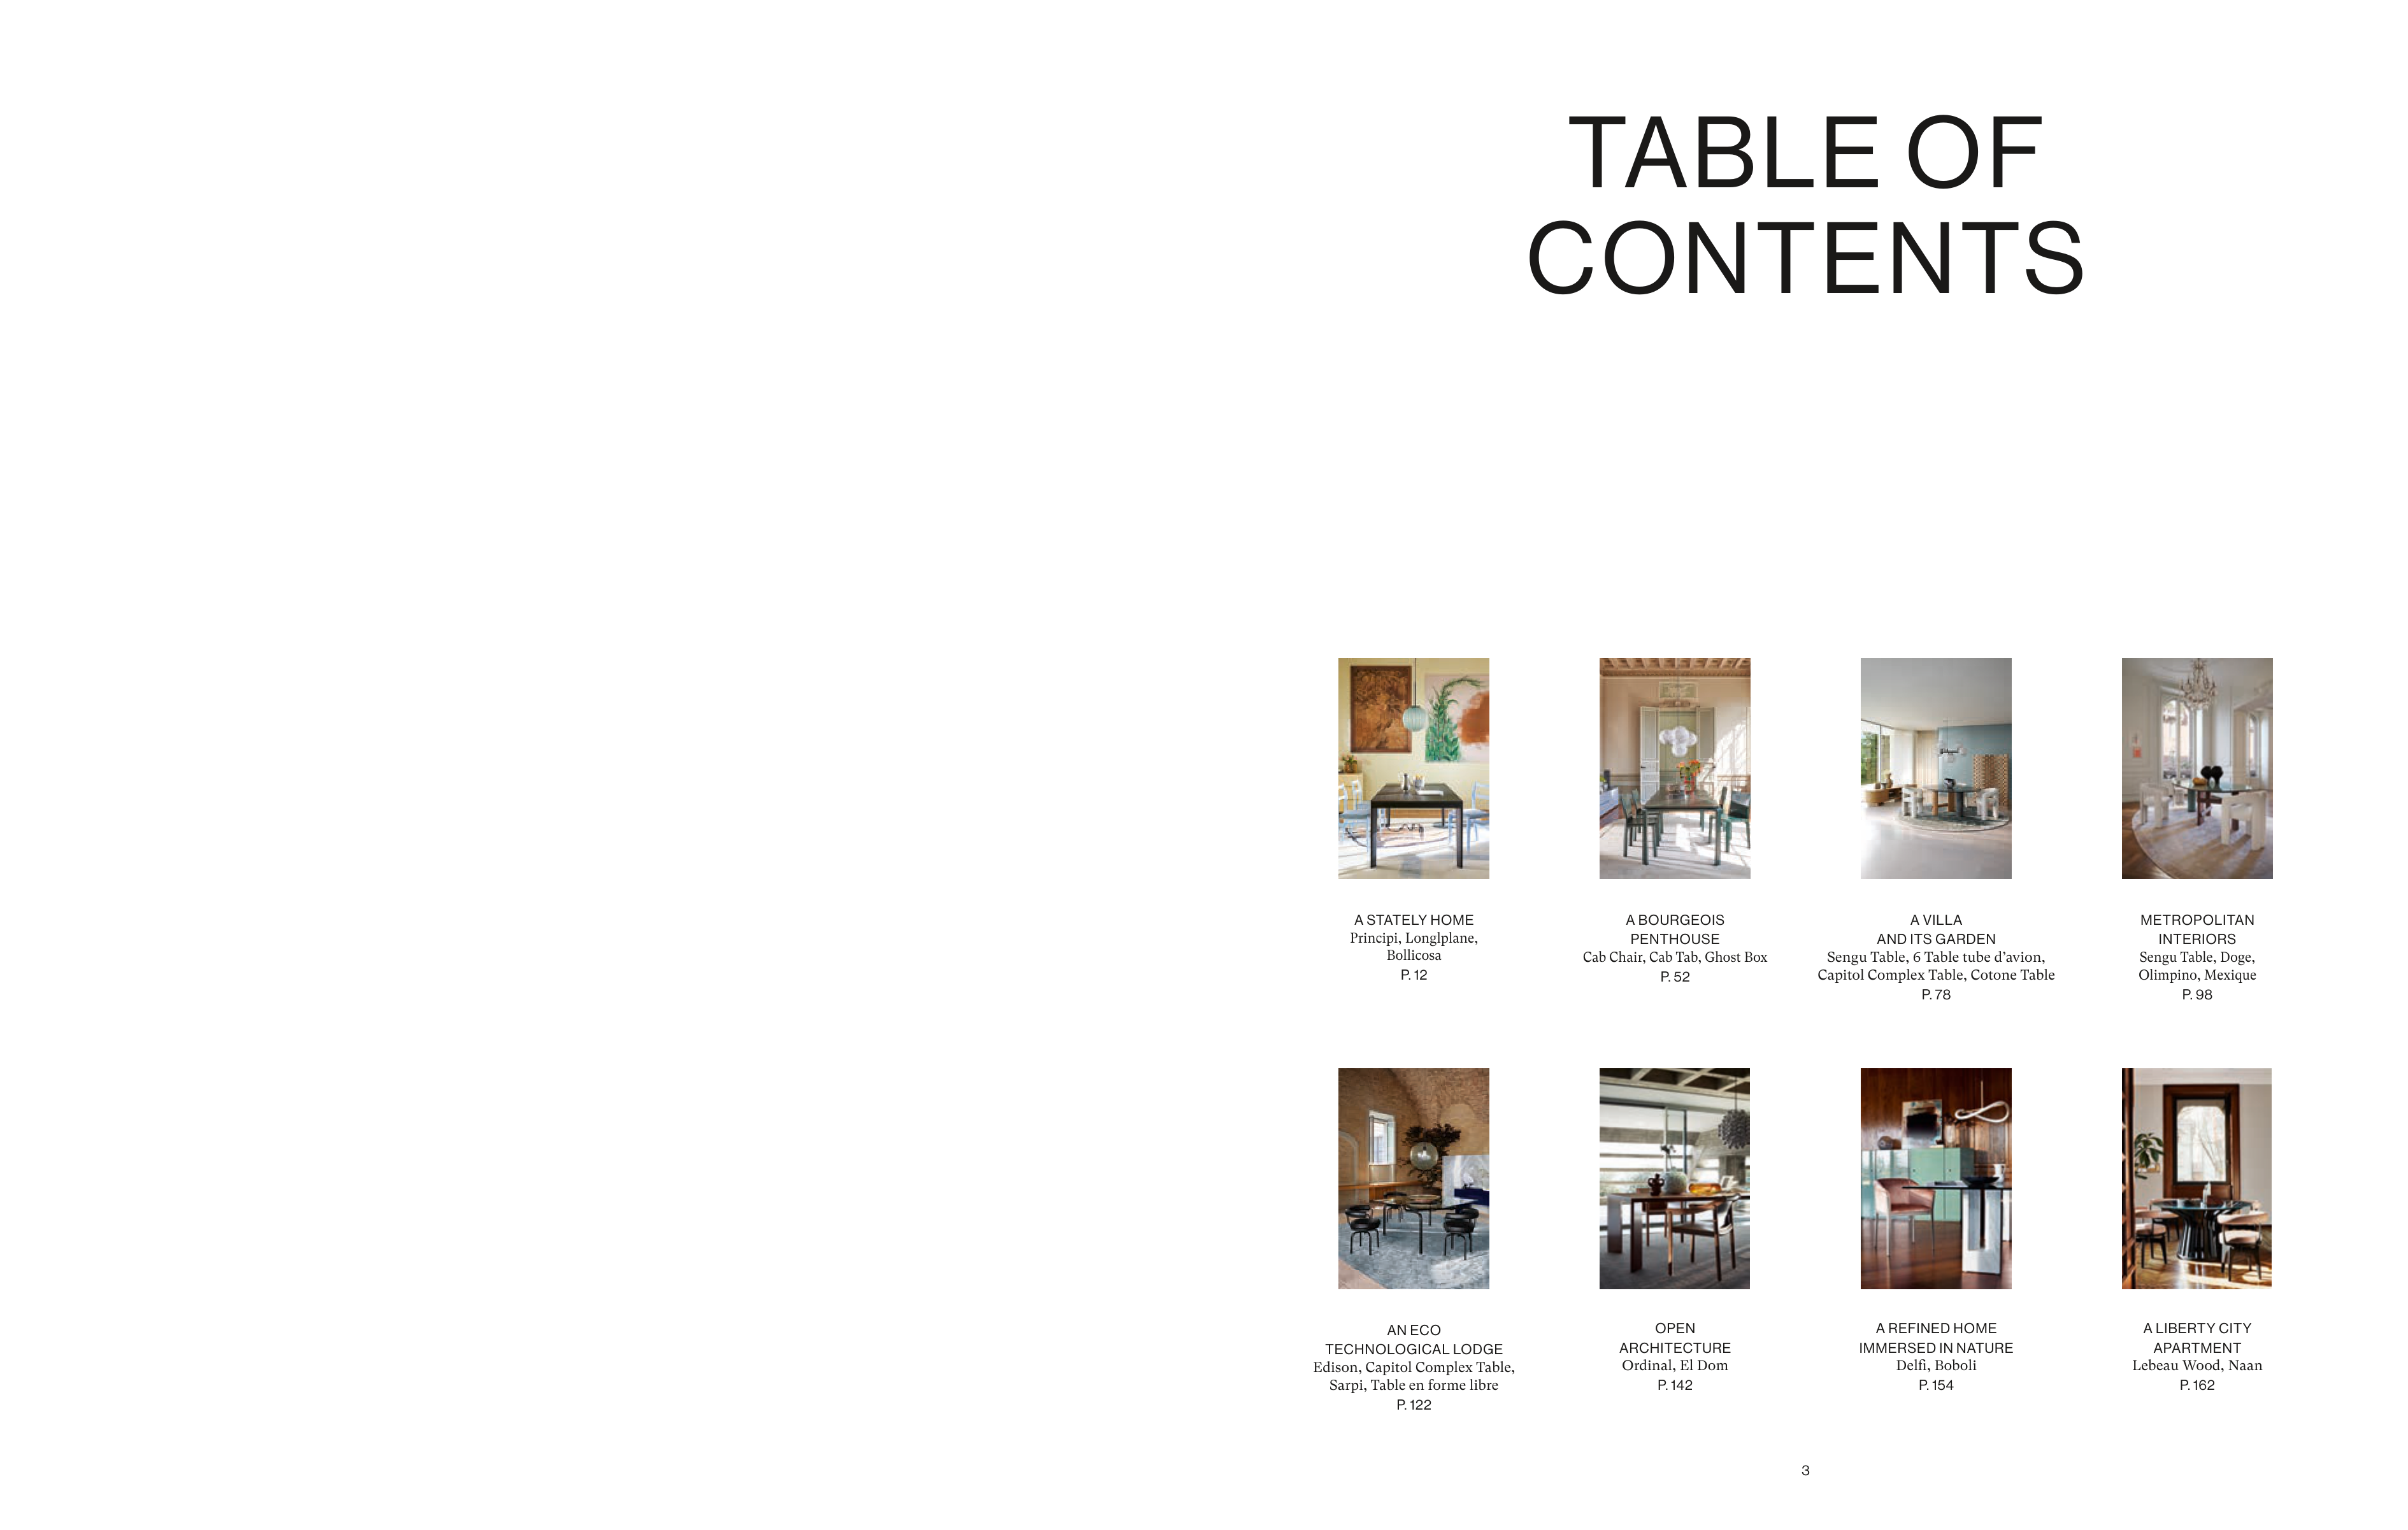 TABLE OF
CONTENTS
A STATELY HOME
Principi, Longlplane,
Bollicosa
P. 12
A BOURGEOIS
PENTHOUSE
Cab Chair, Cab Tab, Ghost Box
P. 52
A VILLA
AND ITS GARDEN
Sengu Table, 6 Table tube d’avion,
Capitol Complex Table, Cotone Table
P. 78
METROPOLITAN
INTERIORS
Sengu Table, Doge,
Olimpino, Mexique
P. 98
AN ECO
TECHNOLOGICAL LODGE
Edison, Capitol Complex Table,
Sarpi, Table en forme libre
P. 122
OPEN
ARCHITECTURE
Ordinal, El Dom
P. 142
A REFINED HOME
IMMERSED IN NATURE
Delfi, Boboli
P. 154
A LIBERTY CITY
APARTMENT
Lebeau Wood, Naan
P. 162
3